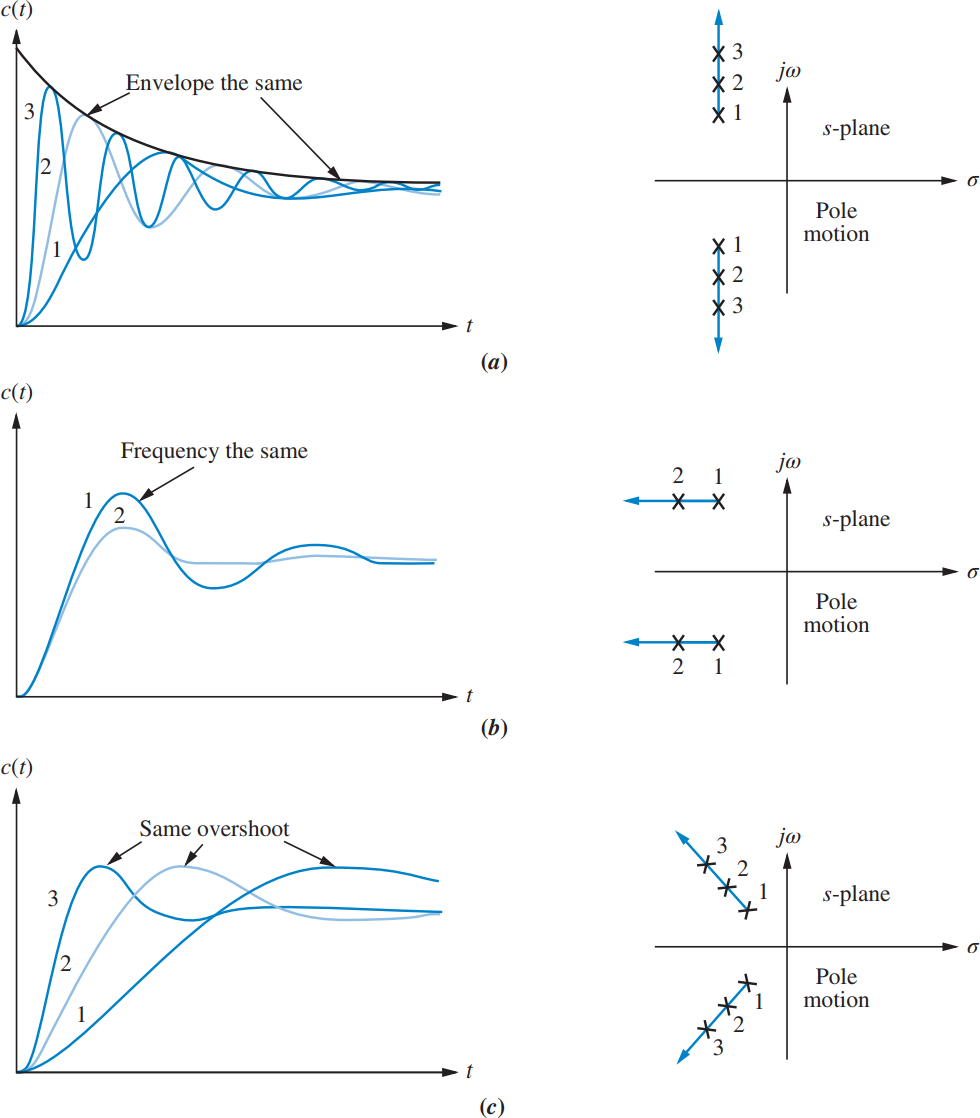 c(t)
Envelope the same
3
2
1
t
3
2
1
jω
s-plane
σ
Pole
motion
1
2
3
(a)
c(t)
Frequency the same
1
2
t
2 1
jω
s-plane
σ
Pole
motion
2 1
(b)
c(t)
Same overshoot
3
2
1
t
3
2
1
jω
s-plane
σ
Pole
motion
1
2
3
(c)